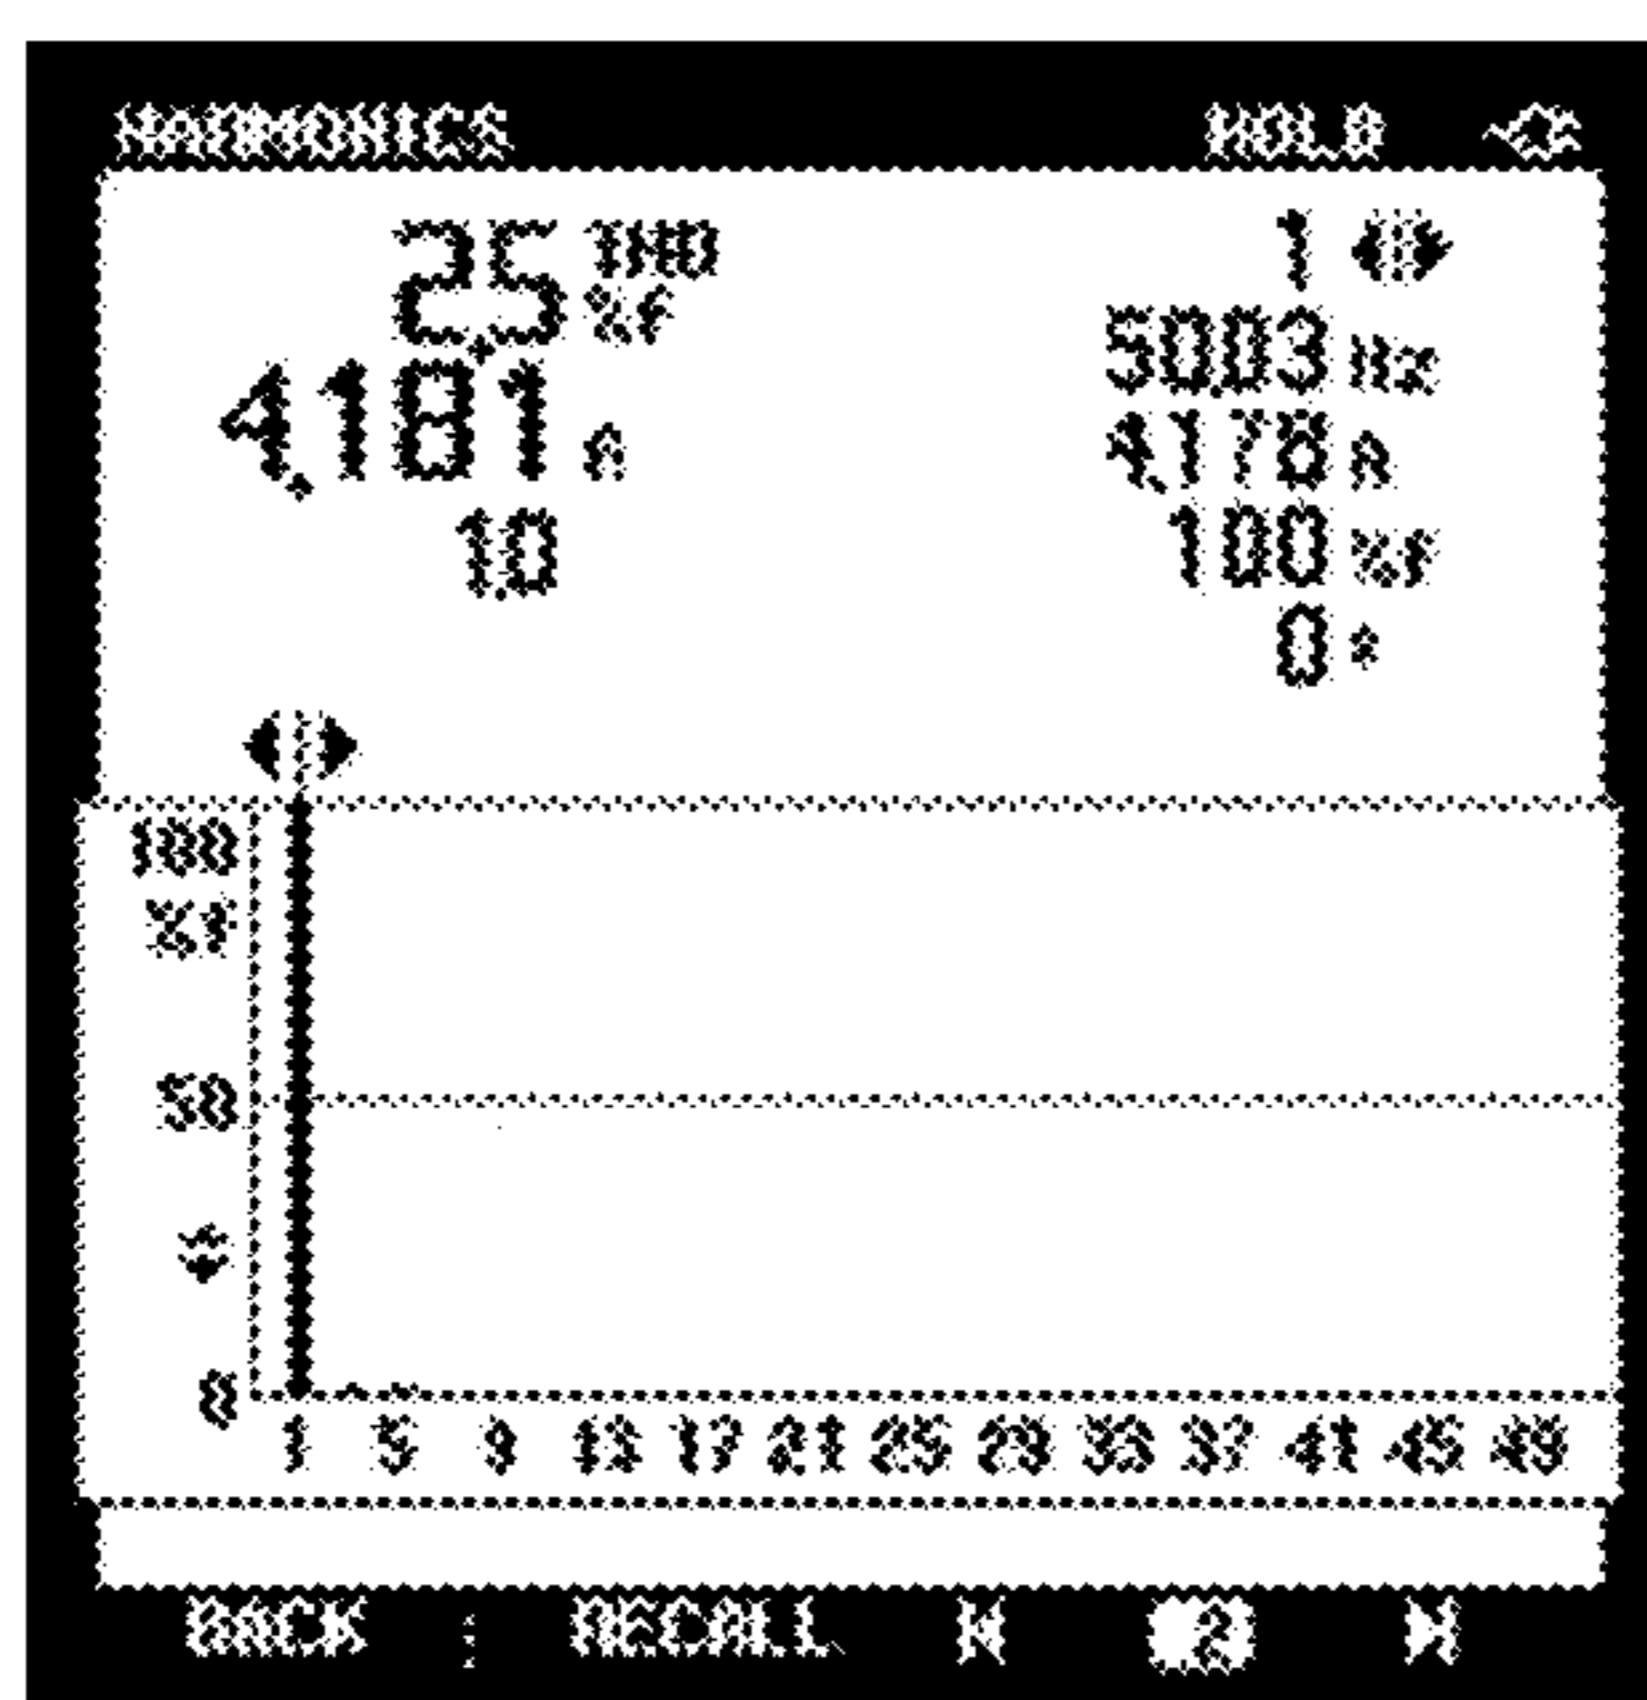 HARMONICS HOLD
2.5 THD %f
4.181 A
1.0
1
50.03 Hz
4.178 A
100 %f
0 °
100
%f
50
0
1 5 9 13 17 21 25 29 33 37 41 45 49
BACK RECALL 2